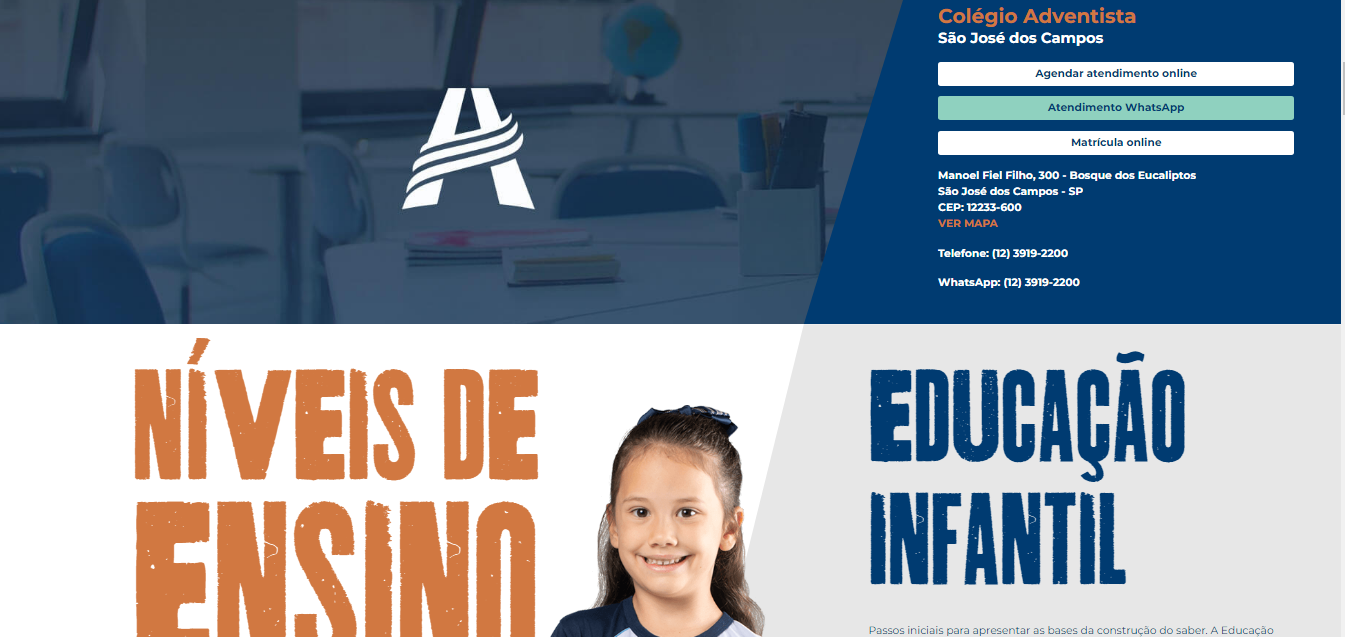 Colégio Adventista
São José dos Campos
Agendar atendimento online
Atendimento WhatsApp
Matrícula online
Manoel Fiel Filho, 300 - Bosque dos Eucaliptos
São José dos Campos - SP
CEP: 12233-600
VER MAPA
Telefone: (12) 3919-2200
WhatsApp: (12) 3919-2200
NÍVEIS DE
ENSINO
EDUCAÇÃO
INFANTIL
Passos iniciais para apresentar as bases da construção do saber. A Educação